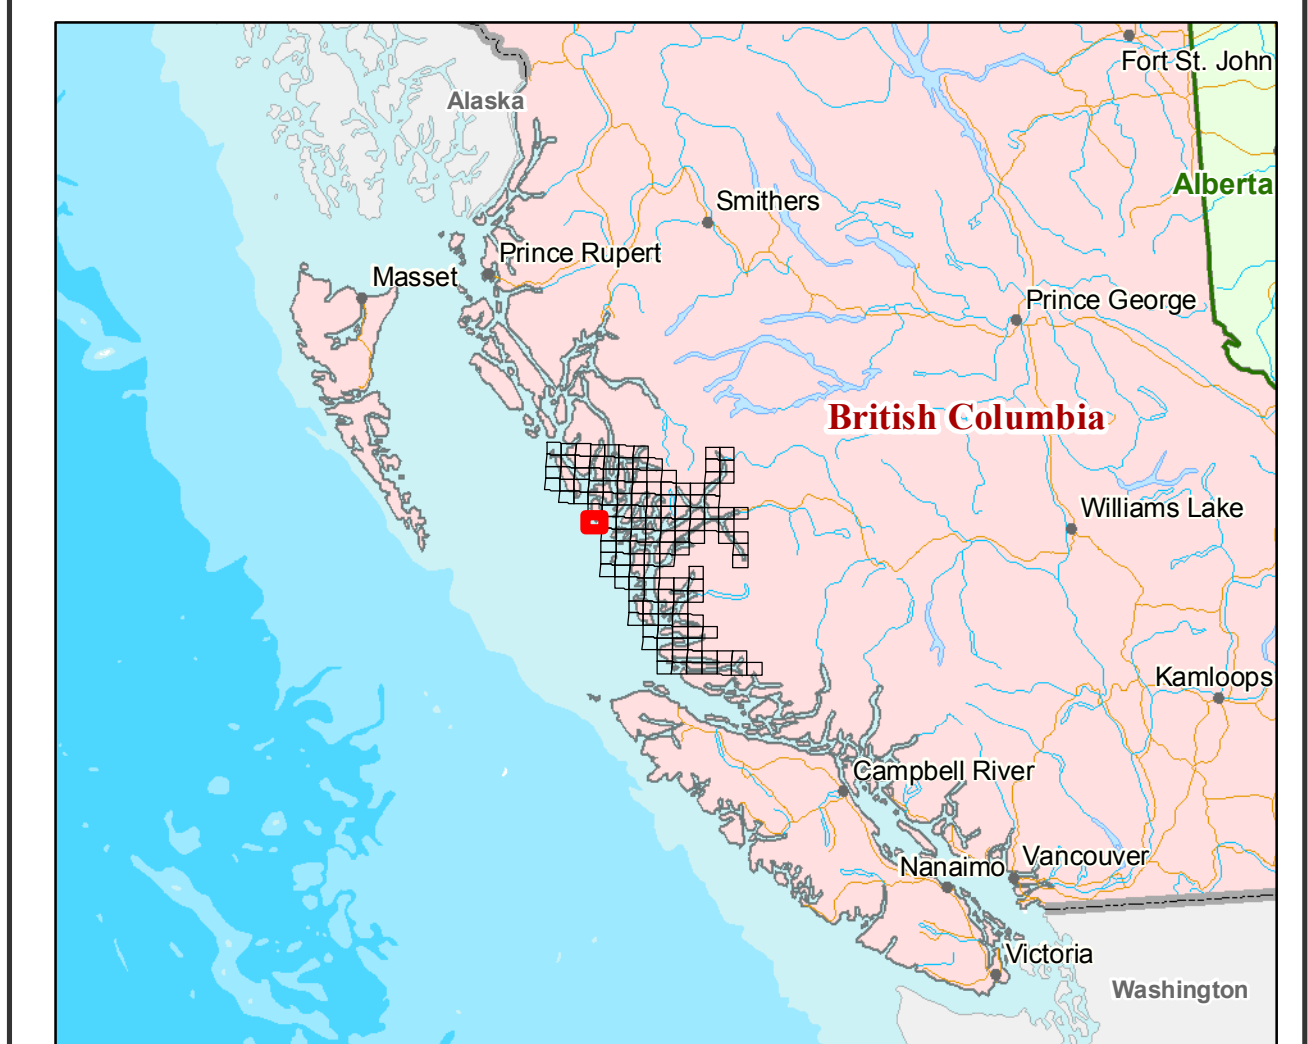 Fort St. John
Alaska
Alberta
Smithers
Prince Rupert
Masset
Prince George
British Columbia
Williams Lake
Kamloops
Campbell River
Vancouver
Nanaimo
Victoria
Washington